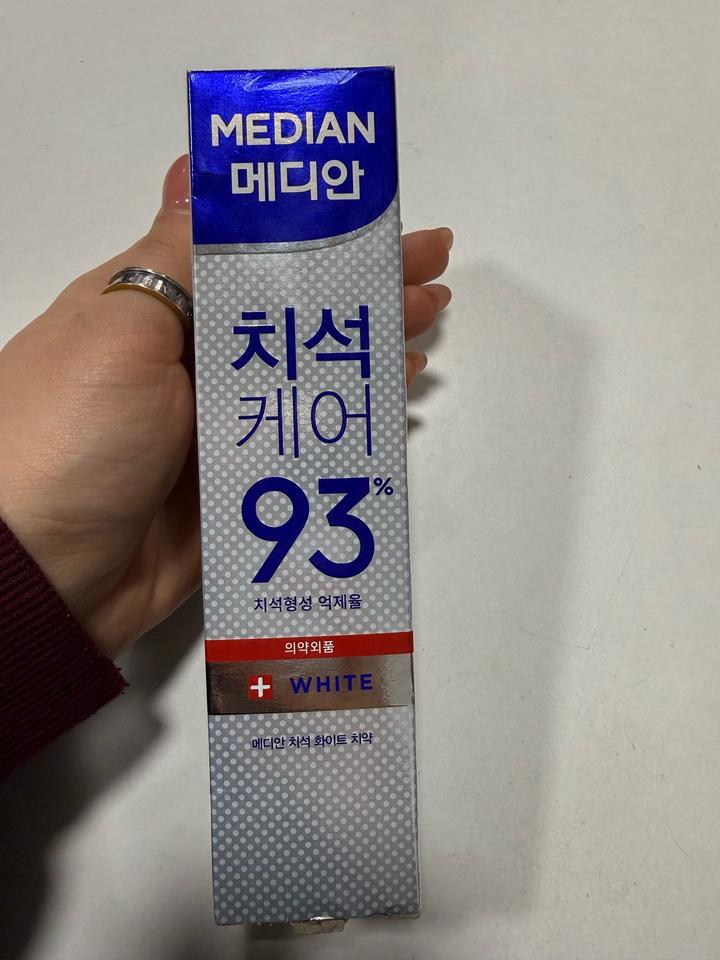 MEDIAN
메디안
치석
케어
93%
치석형성 억제율
의약외품
WHITE
메디안 치석 화이트 치약